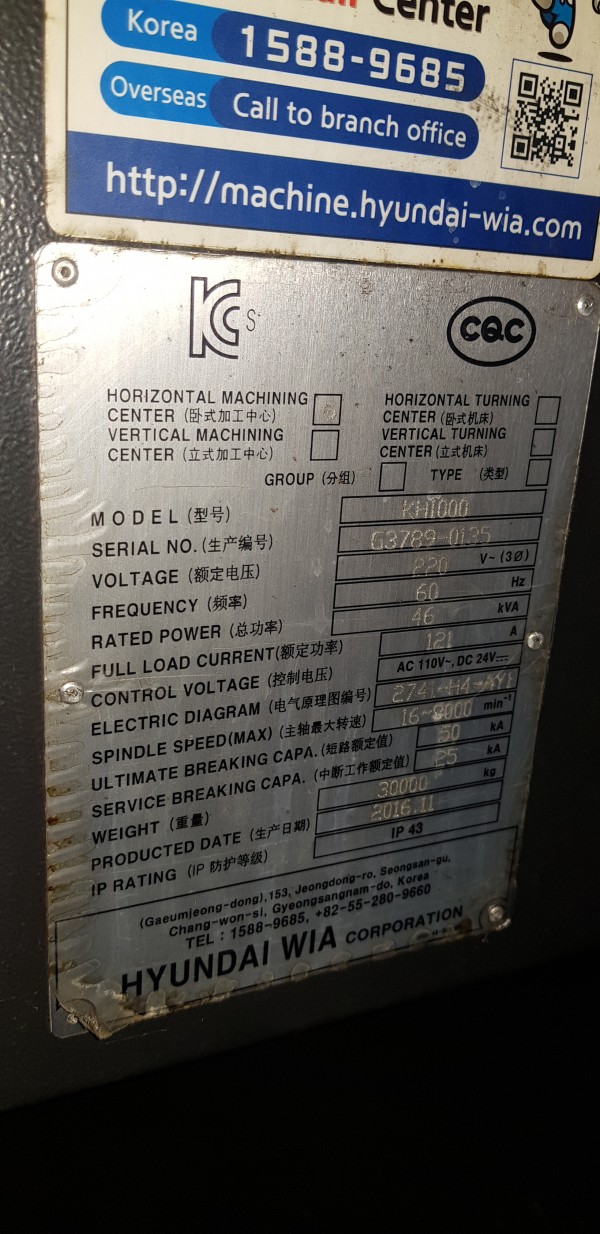 Center
Korea 1588-9685
Overseas Call to branch office
http://machine.hyundai-wia.com
KCs
CQC
HORIZONTAL MACHINING
CENTER (卧式加工中心)
VERTICAL MACHINING
CENTER (立式加工中心)
HORIZONTAL TURNING
CENTER (卧式机床)
VERTICAL TURNING
CENTER (立式机床)
GROUP (分组) TYPE (类型)
MODEL (型号) KH1000
SERIAL NO. (生产编号) G3789-0135
VOLTAGE (额定电压) 220 V~ (3Ø)
FREQUENCY (频率) 60 Hz
RATED POWER (总功率) 46 kVA
FULL LOAD CURRENT(额定功率) 121 A
CONTROL VOLTAGE (控制电压) AC 110V~, DC 24V⎓
ELECTRIC DIAGRAM (电气原理图编号)
SPINDLE SPEED(MAX) (主轴最大转速) 16-8000 min⁻¹
ULTIMATE BREAKING CAPA. (短路额定值) 50 kA
SERVICE BREAKING CAPA. (中断工作额定值) 25 kA
WEIGHT (重量) 30000 kg
PRODUCTED DATE (生产日期) 2016.11
IP RATING (IP 防护等级) IP 43
(Gaeumjeong-dong),153, Jeongdong-ro, Seongsan-gu,
Chang-won-si, Gyeongsangnam-do, Korea
TEL : 1588-9685, +82-55-280-9660
HYUNDAI WIA CORPORATION